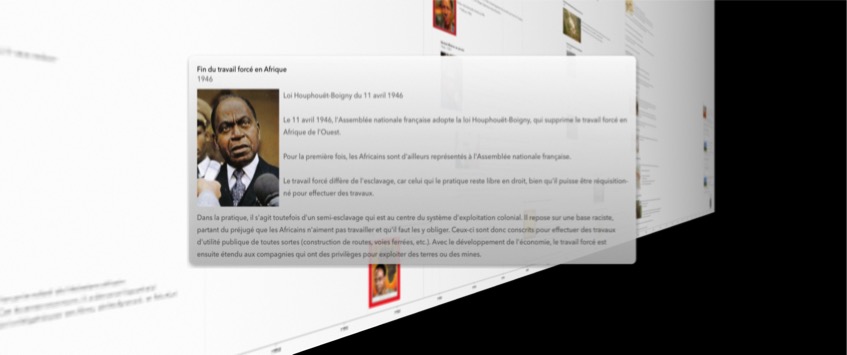 Fin du travail forcé en Afrique
1946
Loi Houphouët-Boigny du 11 avril 1946
Le 11 avril 1946, l'Assemblée nationale française adopte la loi Houphouët-Boigny, qui supprime le travail forcé en
Afrique de l'Ouest.
Pour la première fois, les Africains sont d'ailleurs représentés à l'Assemblée nationale française.
Le travail forcé diffère de l'esclavage, car celui qui le pratique reste libre en droit, bien qu'il puisse être réquisition-
né pour effectuer des travaux.
Dans la pratique, il s'agit toutefois d'un semi-esclavage qui est au centre du système d'exploitation colonial. Il repose sur une base raciste,
partant du préjugé que les Africains n'aiment pas travailler et qu'il faut les y obliger. Ceux-ci sont donc conscrits pour effectuer des travaux
d'utilité publique de toutes sortes (construction de routes, voies ferrées, etc.). Avec le développement de l'économie, le travail forcé est
ensuite étendu aux compagnies qui ont des privilèges pour exploiter des terres ou des mines.